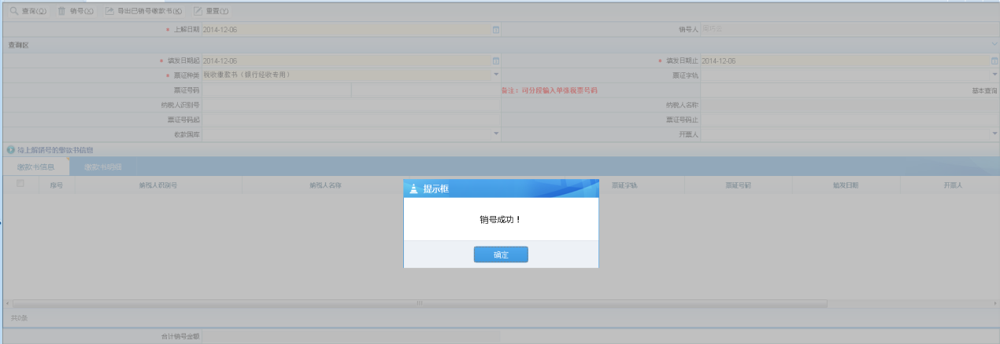 查询(Q) 销号(X) 导出已销号缴款书(K) 重置(Y)
* 上解日期 2014-12-06 销号人
查询区
* 填发日期起 2014-12-06 * 填发日期止 2014-12-06
* 票证种类 税收缴款书（银行经收专用） 票证字轨
票证号码 备注：可分段输入单张税票号码 基本查询
纳税人识别号 纳税人名称
票证号码起 票证号码止
收款国库 开票人
待上解销号的缴款书信息
缴款书信息 缴款书明细
序号 纳税人识别号 纳税人名称 票证字轨 票证号码 填发日期 开票人
提示框
销号成功！
确定
共0条
合计销号金额